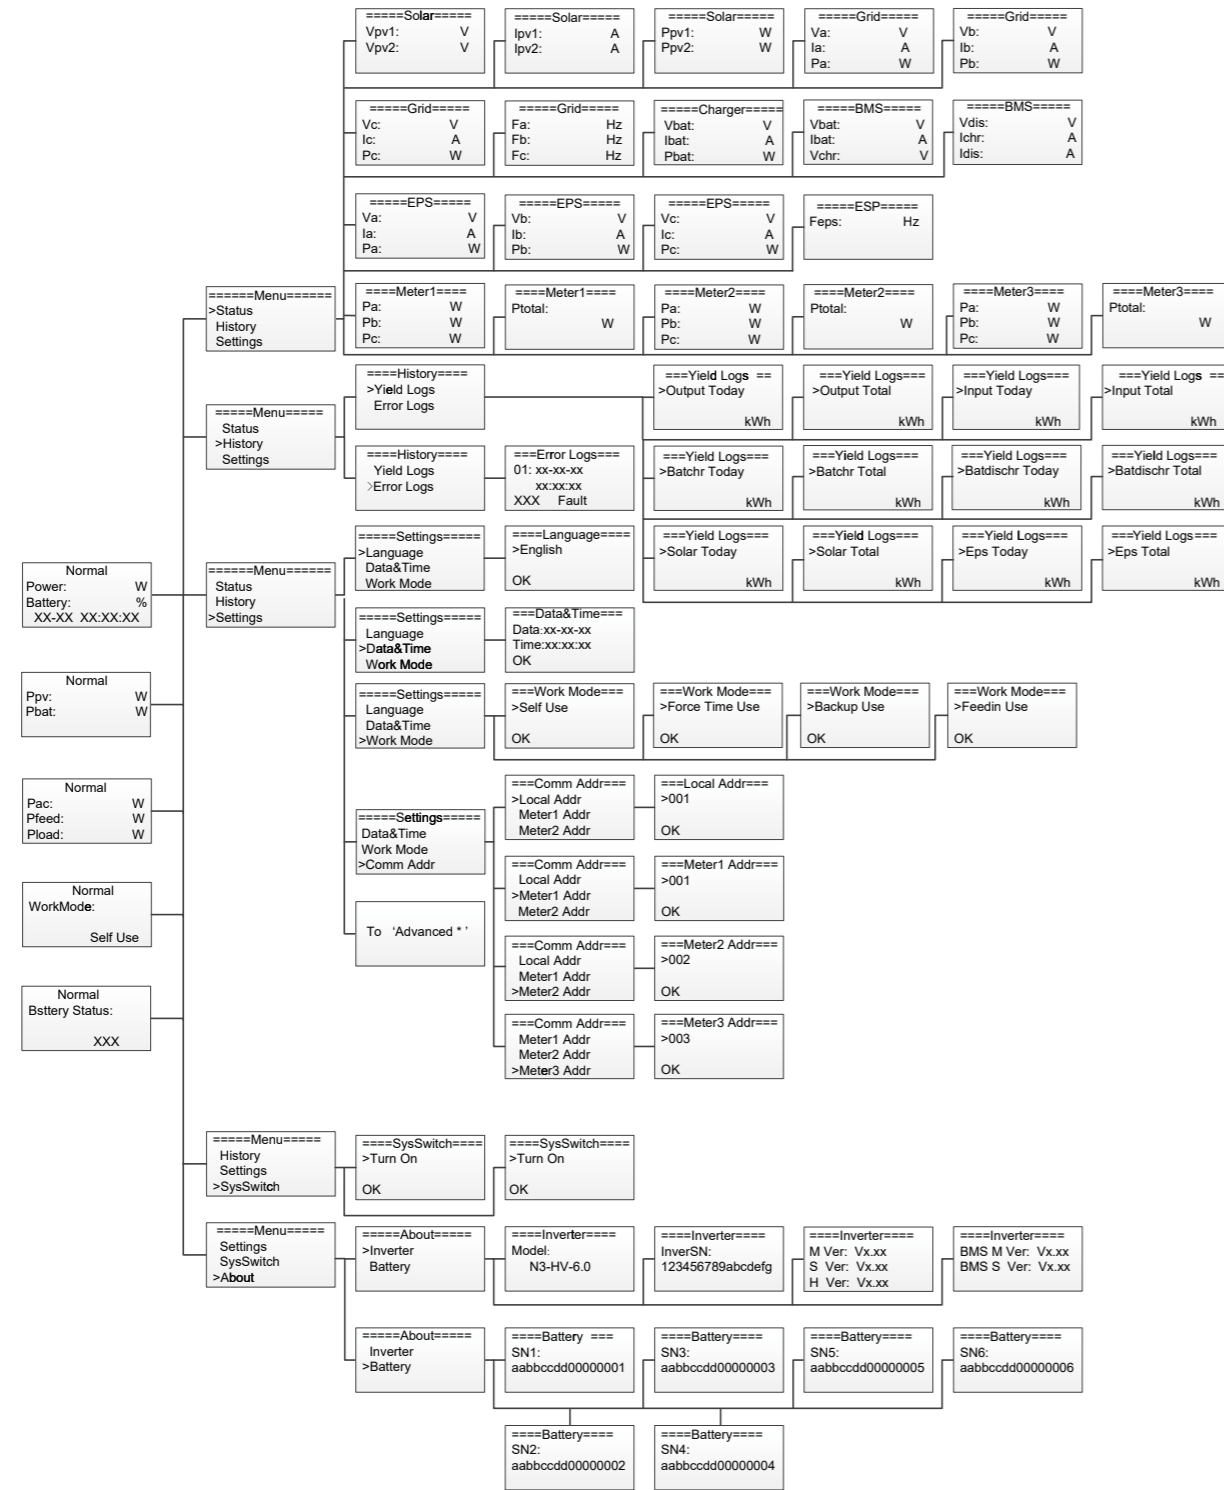 =====Solar=====
Vpv1: V
Vpv2: V
=====Solar=====
Ipv1: A
Ipv2: A
=====Solar=====
Ppv1: W
Ppv2: W
=====Grid=====
Va: V
Ia: A
Pa: W
=====Grid=====
Vb: V
Ib: A
Pb: W
=====Grid=====
Vc: V
Ic: A
Pc: W
=====Grid=====
Fa: Hz
Fb: Hz
Fc: Hz
=====Charger=====
Vbat: V
Ibat: A
Pbat: W
=====BMS=====
Vbat: V
Ibat: A
Vchr: V
=====BMS=====
Vdis: V
Ichr: A
Idis: A
=====EPS=====
Va: V
Ia: A
Pa: W
=====EPS=====
Vb: V
Ib: A
Pb: W
=====EPS=====
Vc: V
Ic: A
Pc: W
=====ESP=====
Feps: Hz
======Menu======
>Status
History
Settings
====Meter1====
Pa: W
Pb: W
Pc: W
====Meter1====
Ptotal:
W
====Meter2====
Pa: W
Pb: W
Pc: W
====Meter2====
Ptotal:
W
====Meter3====
Pa: W
Pb: W
Pc: W
====Meter3====
Ptotal:
W
=====Menu=====
Status
>History
Settings
====History====
>Yield Logs
Error Logs
===Yield Logs ==
>Output Today
kWh
===Yield Logs===
>Output Total
kWh
===Yield Logs===
>Input Today
kWh
===Yield Logs ==
>Input Total
kWh
====History====
Yield Logs
>Error Logs
===Error Logs===
01: xx-xx-xx
xx:xx:xx
XXX Fault
===Yield Logs===
>Batchr Today
kWh
===Yield Logs===
>Batchr Total
kWh
===Yield Logs===
>Batdischr Today
kWh
===Yield Logs===
>Batdischr Total
kWh
===Yield Logs===
>Solar Today
kWh
===Yield Logs===
>Solar Total
kWh
===Yield Logs===
>Eps Today
kWh
===Yield Logs===
>Eps Total
kWh
Normal
Power: W
Battery: %
XX-XX XX:XX:XX
======Menu======
Status
History
>Settings
=====Settings=====
>Language
Data&Time
Work Mode
====Language====
>English
OK
=====Settings=====
Language
>Data&Time
Work Mode
===Data&Time===
Data:xx-xx-xx
Time:xx:xx:xx
OK
Normal
Ppv: W
Pbat: W
=====Settings=====
Language
Data&Time
>Work Mode
===Work Mode===
>Self Use
OK
===Work Mode===
>Force Time Use
OK
===Work Mode===
>Backup Use
OK
===Work Mode===
>Feedin Use
OK
Normal
Pac: W
Pfeed: W
Pload: W
=====Settings=====
Data&Time
Work Mode
>Comm Addr
===Comm Addr===
>Local Addr
Meter1 Addr
Meter2 Addr
===Local Addr===
>001
OK
===Comm Addr===
Local Addr
>Meter1 Addr
Meter2 Addr
===Meter1 Addr===
>001
OK
Normal
WorkMode:
Self Use
To 'Advanced * '
===Comm Addr===
Local Addr
Meter1 Addr
>Meter2 Addr
===Meter2 Addr===
>002
OK
Normal
Bsttery Status:
XXX
===Comm Addr===
Meter1 Addr
Meter2 Addr
>Meter3 Addr
===Meter3 Addr===
>003
OK
=====Menu=====
History
Settings
>SysSwitch
====SysSwitch====
>Turn On
OK
====SysSwitch====
>Turn On
OK
=====Menu=====
Settings
SysSwitch
>About
=====About=====
>Inverter
Battery
====Inverter====
Model:
N3-HV-6.0
====Inverter====
InverSN:
123456789abcdefg
====Inverter====
M Ver: Vx.xx
S Ver: Vx.xx
H Ver: Vx.xx
====Inverter====
BMS M Ver: Vx.xx
BMS S Ver: Vx.xx
=====About=====
Inverter
>Battery
====Battery ===
SN1:
aabbccdd00000001
====Battery====
SN3:
aabbccdd00000003
====Battery====
SN5:
aabbccdd00000005
====Battery====
SN6:
aabbccdd00000006
====Battery====
SN2:
aabbccdd00000002
====Battery====
SN4:
aabbccdd00000004